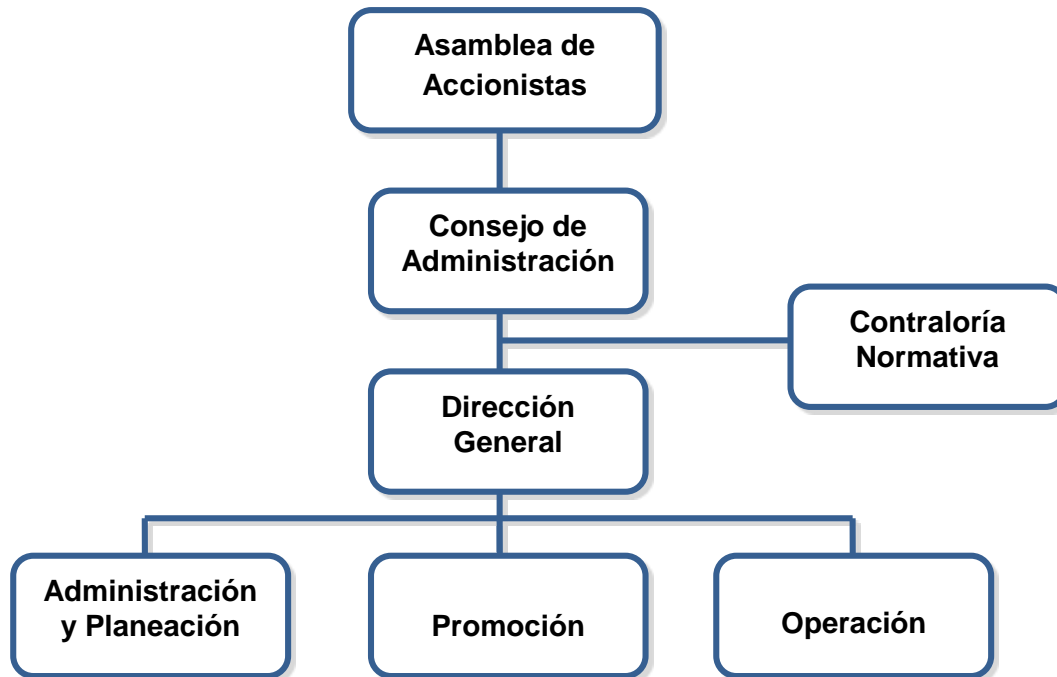 Asamblea de
Accionistas
Consejo de
Administración
Contraloría
Normativa
Dirección
General
Administración
y Planeación
Promoción
Operación